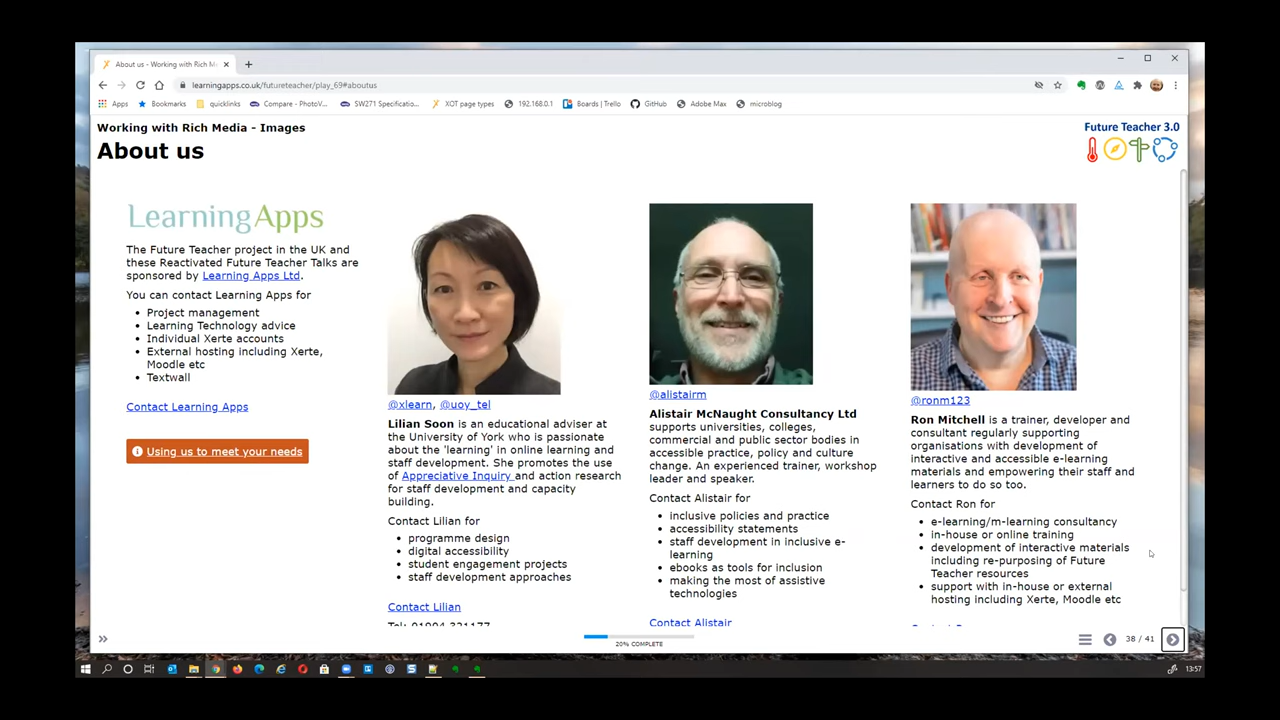 About us - Working with Rich M
learningapps.co.uk/futureteacher/play_69#aboutus
Apps
Bookmarks
quicklinks
Compare - PhotoV...
SW271 Specificatio...
XOT page types
192.168.0.1
Boards | Trello
GitHub
Adobe Max
microblog
Working with Rich Media - Images
About us
Future Teacher 3.0
LearningApps
The Future Teacher project in the UK and
these Reactivated Future Teacher Talks are
sponsored by Learning Apps Ltd.
You can contact Learning Apps for
• Project management
• Learning Technology advice
• Individual Xerte accounts
• External hosting including Xerte,
Moodle etc
• Textwall
Contact Learning Apps
Using us to meet your needs
@xlearn, @uoy_tel
Lilian Soon is an educational adviser at
the University of York who is passionate
about the 'learning' in online learning and
staff development. She promotes the use
of Appreciative Inquiry and action research
for staff development and capacity
building.
Contact Lilian for
• programme design
• digital accessibility
• student engagement projects
• staff development approaches
Contact Lilian
@alistairm
Alistair McNaught Consultancy Ltd
supports universities, colleges,
commercial and public sector bodies in
accessible practice, policy and culture
change. An experienced trainer, workshop
leader and speaker.
Contact Alistair for
• inclusive policies and practice
• accessibility statements
• staff development in inclusive e-
learning
• ebooks as tools for inclusion
• making the most of assistive
technologies
Contact Alistair
@ronm123
Ron Mitchell is a trainer, developer and
consultant regularly supporting
organisations with development of
interactive and accessible e-learning
materials and empowering their staff and
learners to do so too.
Contact Ron for
• e-learning/m-learning consultancy
• in-house or online training
• development of interactive materials
including re-purposing of Future
Teacher resources
• support with in-house or external
hosting including Xerte, Moodle etc
20% COMPLETE
38 / 41
13:57